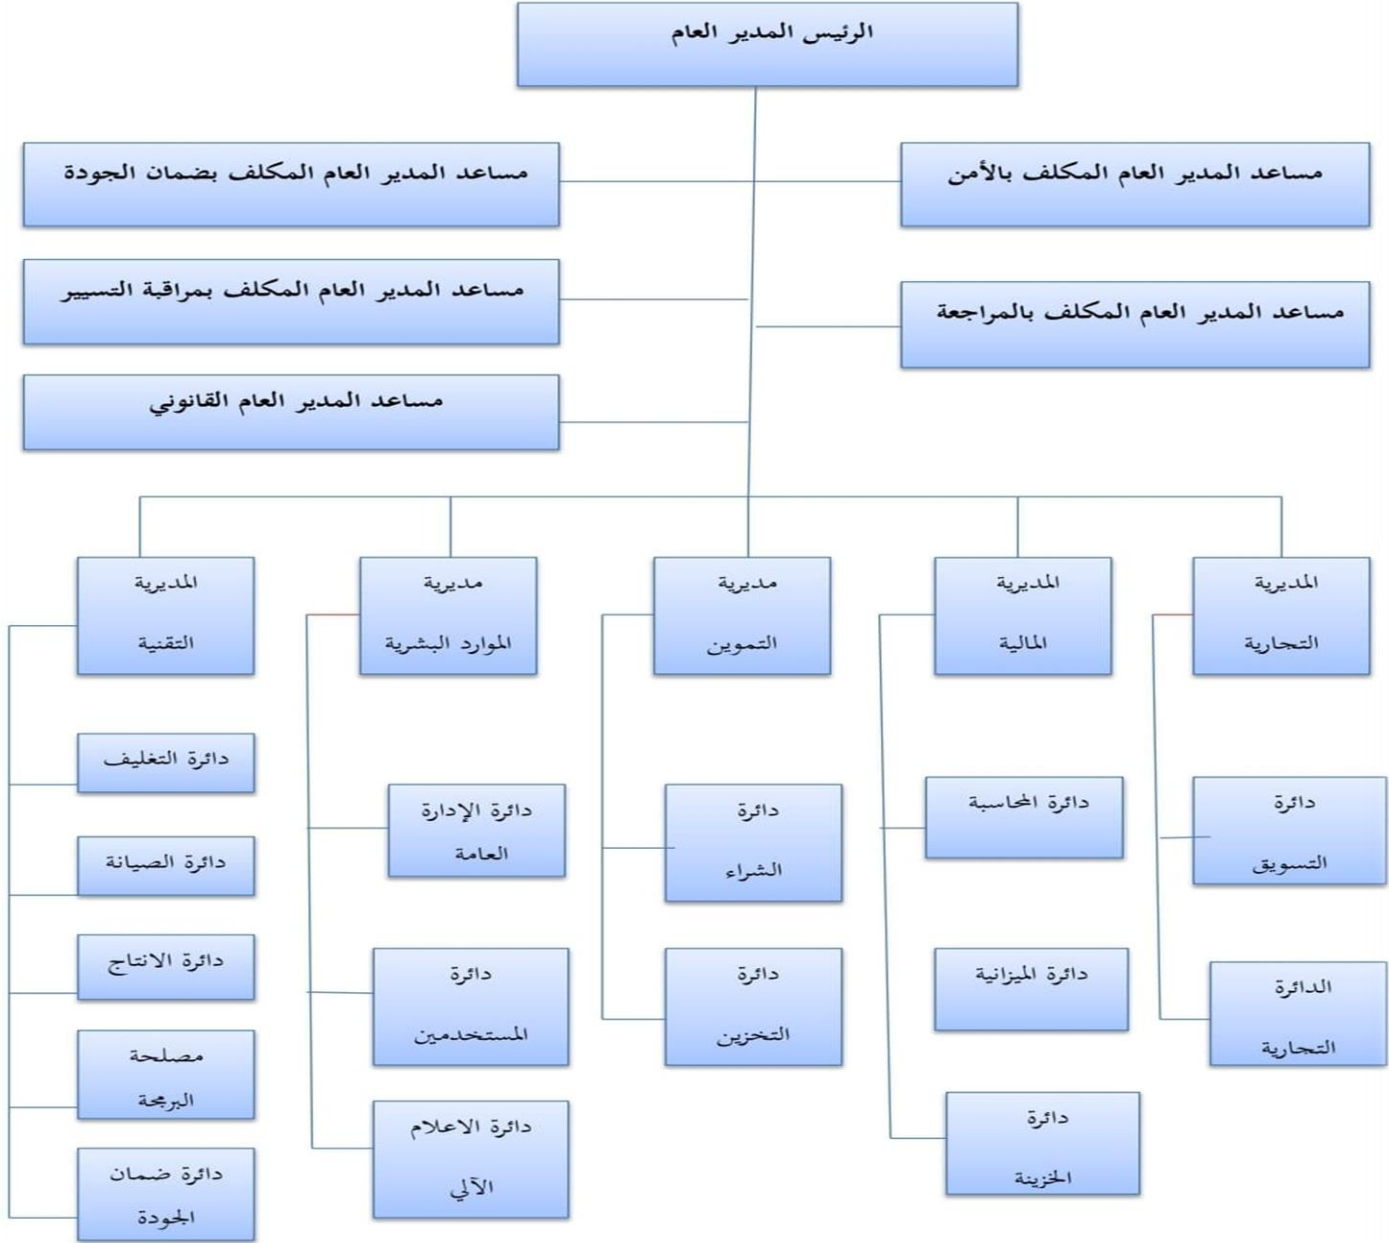 الرئيس المدير العام
مساعد المدير العام المكلف بالأمن
مساعد المدير العام المكلف بضمان الجودة
مساعد المدير العام المكلف بالمراجعة
مساعد المدير العام المكلف بمراقبة التسيير
مساعد المدير العام القانوني
المديرية
التجارية
المديرية
المالية
مديرية
التموين
مديرية
الموارد البشرية
المديرية
التقنية
دائرة
التسويق
الدائرة
التجارية
دائرة المحاسبة
دائرة الميزانية
دائرة
الخزينة
دائرة
الشراء
دائرة
التخزين
دائرة الإدارة
العامة
دائرة
المستخدمين
دائرة الاعلام
الآلي
دائرة التغليف
دائرة الصيانة
دائرة الانتاج
مصلحة
البرمجة
دائرة ضمان
الجودة